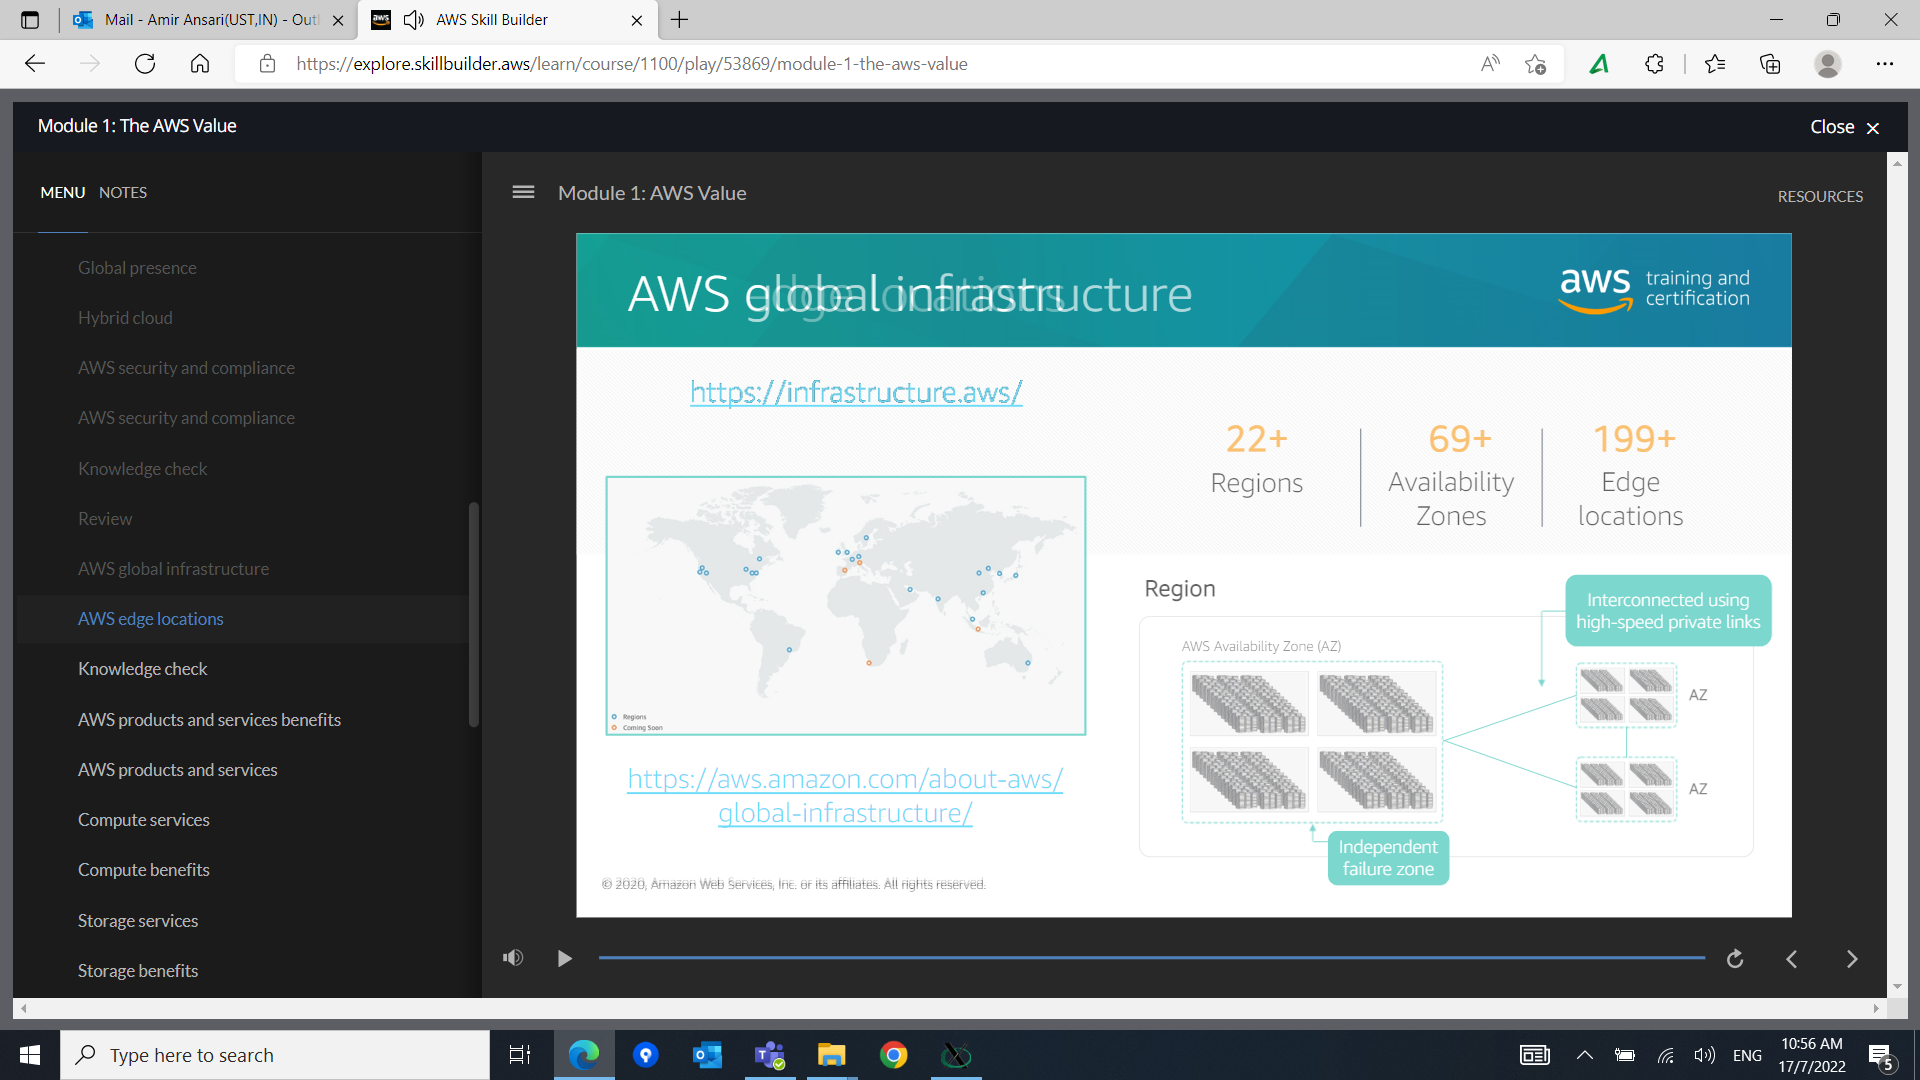 Mail - Amir Ansari(UST,IN) - Out
AWS Skill Builder
https://explore.skillbuilder.aws/learn/course/1100/play/53869/module-1-the-aws-value
Module 1: The AWS Value
Close
MENU NOTES
Global presence
Hybrid cloud
AWS security and compliance
AWS security and compliance
Knowledge check
Review
AWS global infrastructure
AWS edge locations
Knowledge check
AWS products and services benefits
AWS products and services
Compute services
Compute benefits
Storage services
Storage benefits
Module 1: AWS Value
RESOURCES
AWS global infrastructure
edge locations
aws training and
certification
https://infrastructure.aws/
22+
Regions
69+
Availability
Zones
199+
Edge
locations
Regions
Coming Soon
https://aws.amazon.com/about-aws/
global-infrastructure/
Region
Interconnected using
high-speed private links
AWS Availability Zone (AZ)
AZ
AZ
Independent
failure zone
© 2020, Amazon Web Services, Inc. or its affiliates. All rights reserved.
Type here to search
ENG
10:56 AM
17/7/2022
5